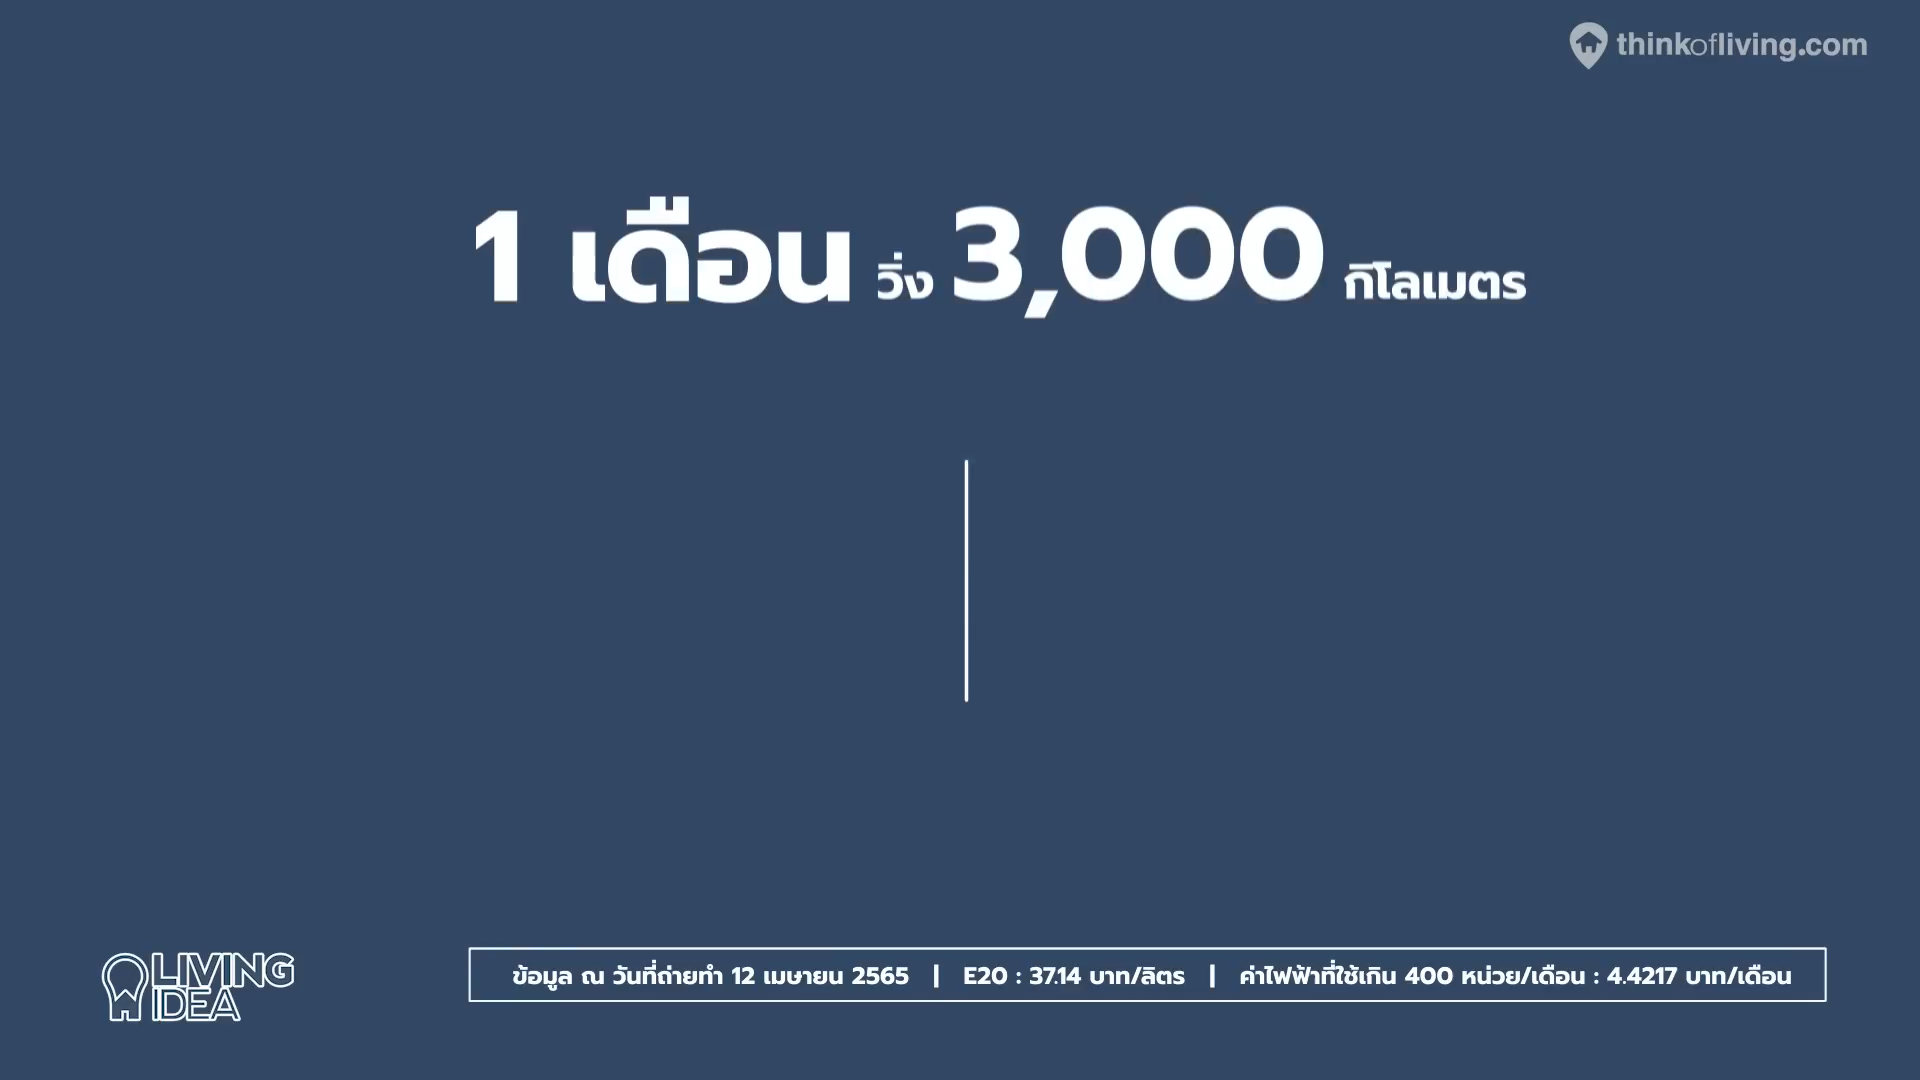 thinkofliving.com
1 เดือน วิ่ง 3,000 กิโลเมตร
LIVING
IDEA
ข้อมูล ณ วันที่ถ่ายทำ 12 เมษายน 2565 | E20 : 37.14 บาท/ลิตร | ค่าไฟฟ้าที่ใช้เกิน 400 หน่วย/เดือน : 4.4217 บาท/เดือน